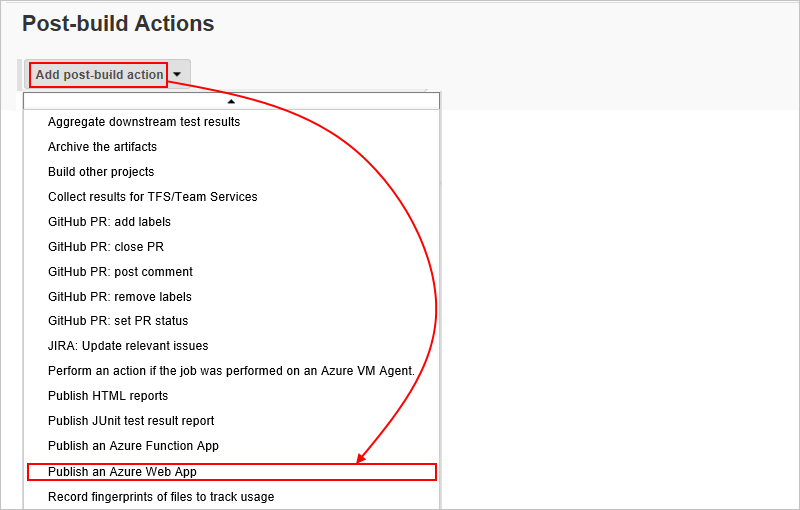 Post-build Actions
Add post-build action
Aggregate downstream test results
Archive the artifacts
Build other projects
Collect results for TFS/Team Services
GitHub PR: add labels
GitHub PR: close PR
GitHub PR: post comment
GitHub PR: remove labels
GitHub PR: set PR status
JIRA: Update relevant issues
Perform an action if the job was performed on an Azure VM Agent.
Publish HTML reports
Publish JUnit test result report
Publish an Azure Function App
Publish an Azure Web App
Record fingerprints of files to track usage